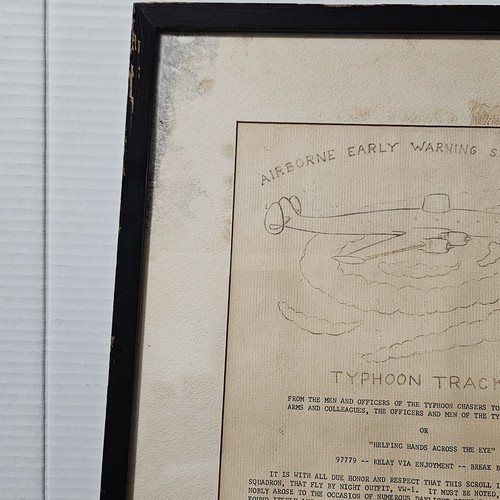 AIRBORNE EARLY WARNING S
TYPHOON TRACK
FROM THE MEN AND OFFICERS OF THE TYPHOON CHASERS TO
ARMS AND COLLEAGUES, THE OFFICERS AND MEN OF THE TY
OR
"HELPING HANDS ACROSS THE EYE"
97779 -- RELAY VIA ENJOYMENT -- BREAK
IT IS WITH ALL DUE HONOR AND RESPECT THAT THIS SCROLL I
SQUADRON, THAT FLY BY NIGHT OUTFIT, VW-1. IT MUST BE NOTED,
NOBLY AROSE TO THE OCCASION OF NUMEROUS DAYLIGHT